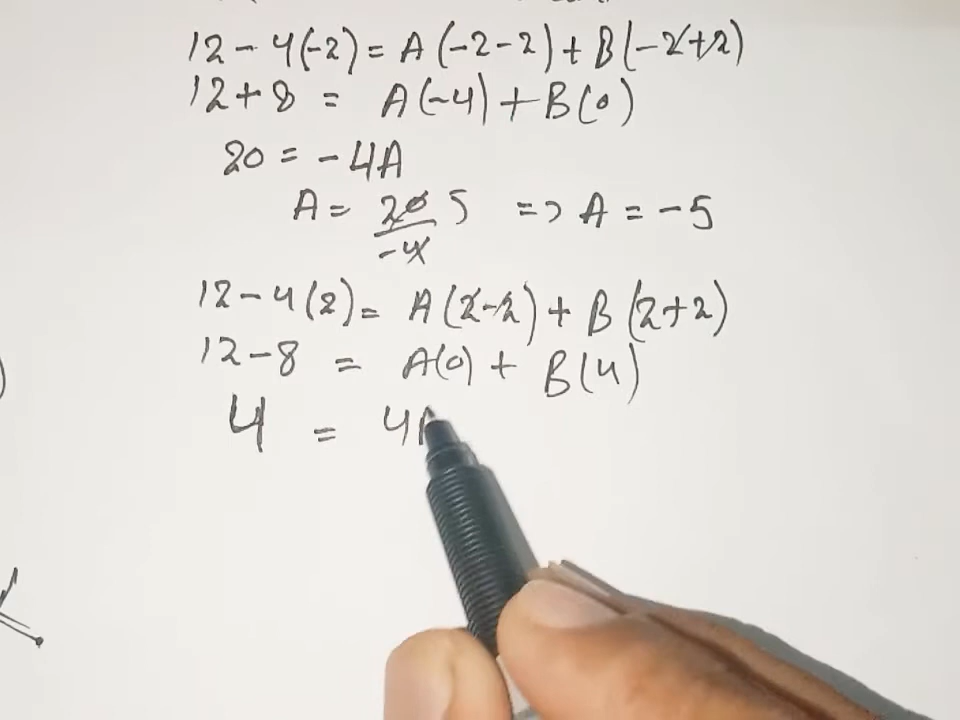 12 - 4(-2) = A(-2-2) + B(-2+2)
12 + 8 = A(-4) + B(0)
20 = -4A
A = 20/-4 5 => A = -5
12 - 4(2) = A(2-2) + B(2+2)
12 - 8 = A(0) + B(4)
4 = 4